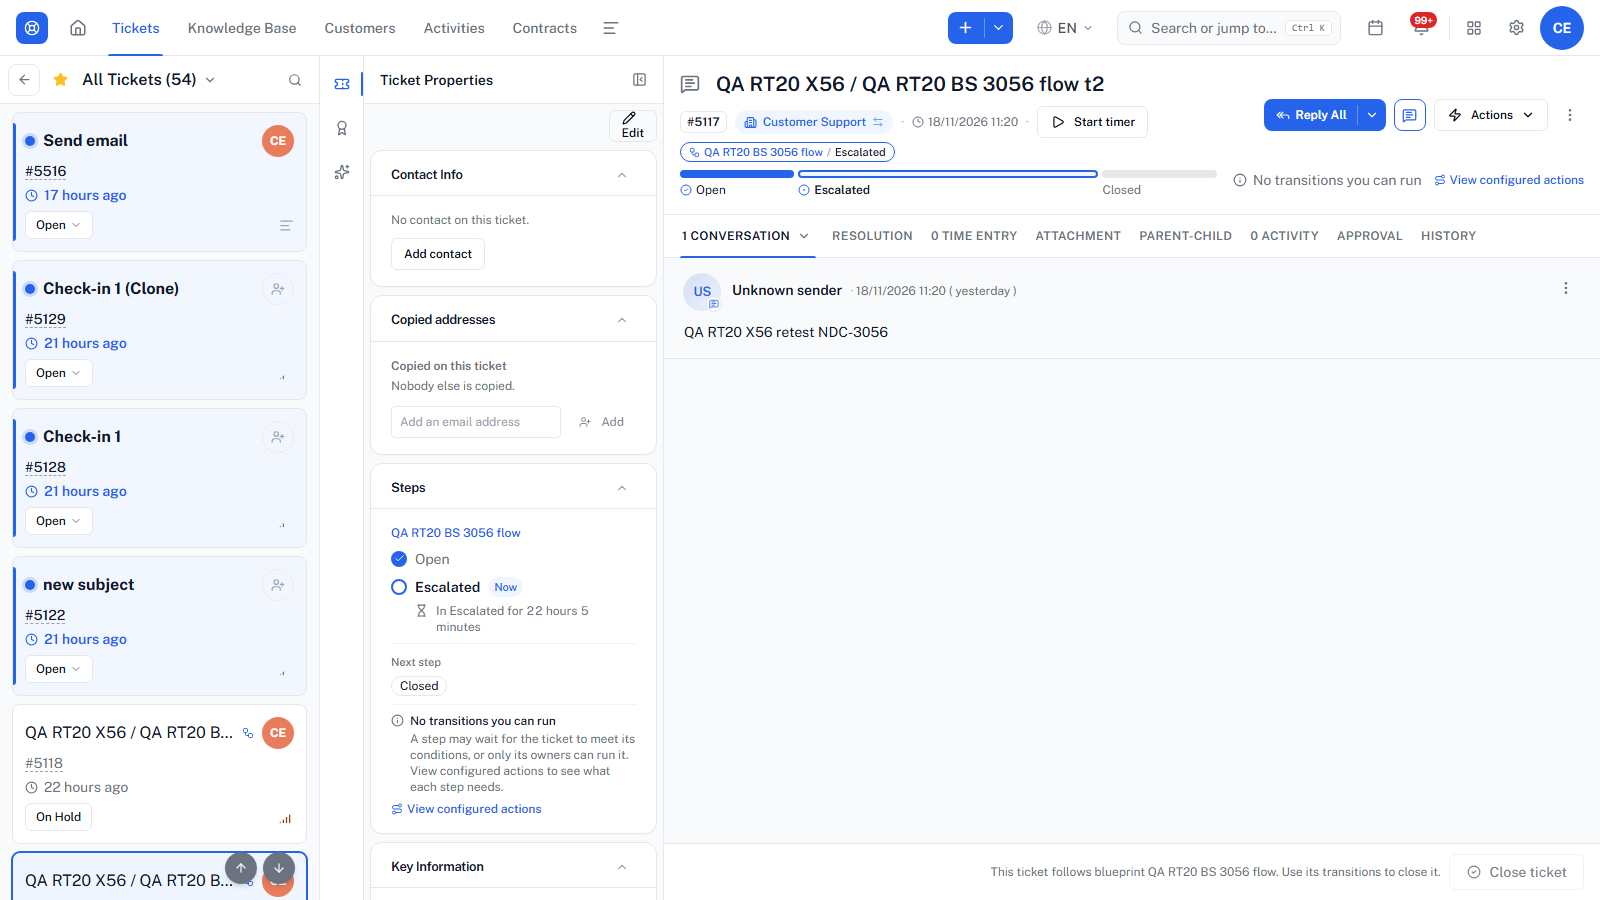 Tickets
Knowledge Base
Customers
Activities
Contracts
EN
Search or jump to...
Ctrl K
99+
CE
All Tickets (54)
Send email
CE
#5516
17 hours ago
Open
Check-in 1 (Clone)
#5129
21 hours ago
Open
Check-in 1
#5128
21 hours ago
Open
new subject
#5122
21 hours ago
Open
QA RT20 X56 / QA RT20 B...
CE
#5118
22 hours ago
On Hold
QA RT20 X56 / QA RT20 B...
Ticket Properties
Edit
Contact Info
No contact on this ticket.
Add contact
Copied addresses
Copied on this ticket
Nobody else is copied.
Add an email address
Add
Steps
QA RT20 BS 3056 flow
Open
Escalated
Now
In Escalated for 22 hours 5
minutes
Next step
Closed
No transitions you can run
A step may wait for the ticket to meet its
conditions, or only its owners can run it.
View configured actions to see what
each step needs.
View configured actions
Key Information
QA RT20 X56 / QA RT20 BS 3056 flow t2
#5117
Customer Support
· 18/11/2026 11:20 ·
Start timer
Reply All
Actions
QA RT20 BS 3056 flow / Escalated
Open
Escalated
Closed
No transitions you can run
View configured actions
1 CONVERSATION
RESOLUTION
0 TIME ENTRY
ATTACHMENT
PARENT-CHILD
0 ACTIVITY
APPROVAL
HISTORY
US
Unknown sender
· 18/11/2026 11:20 ( yesterday )
QA RT20 X56 retest NDC-3056
This ticket follows blueprint QA RT20 BS 3056 flow. Use its transitions to close it.
Close ticket